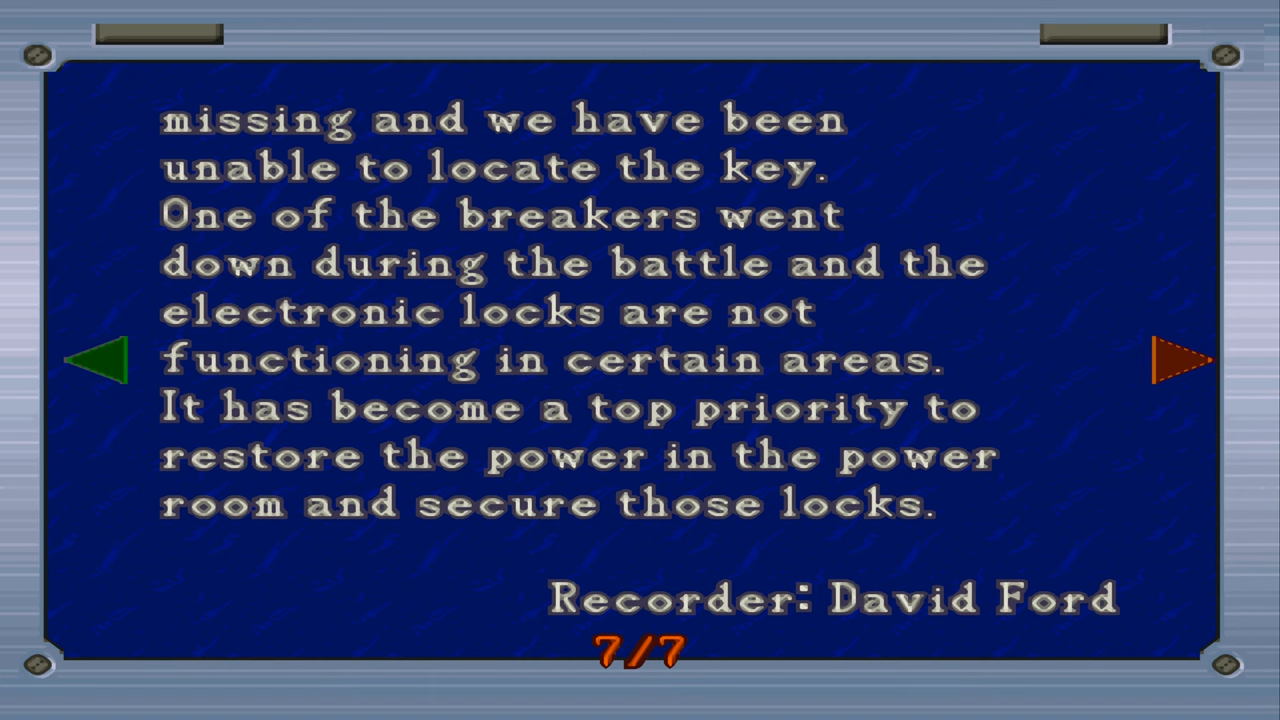 missing and we have been
unable to locate the key.
One of the breakers went
down during the battle and the
electronic locks are not
functioning in certain areas.
It has become a top priority to
restore the power in the power
room and secure those locks.
Recorder: David Ford
7/7